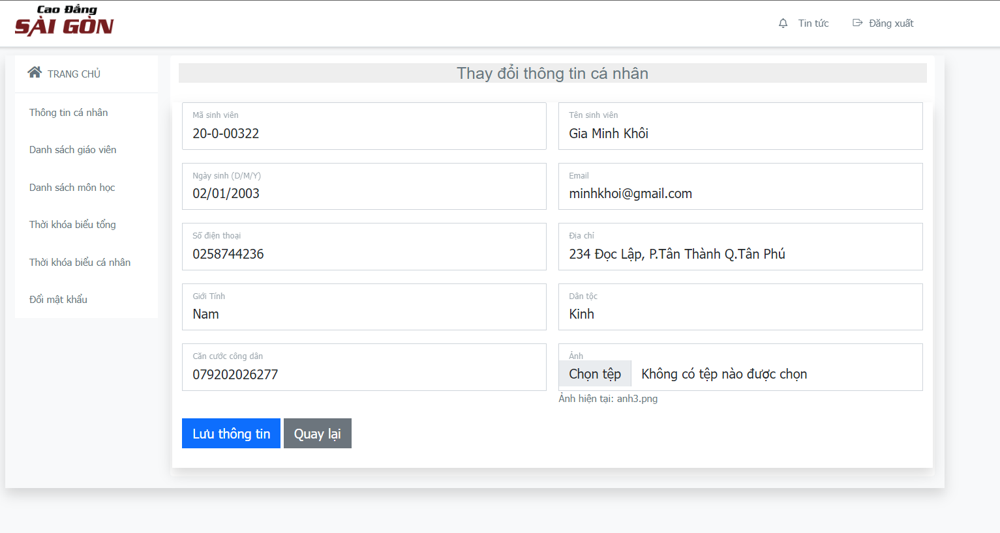 Cao Đẳng
SÀI GÒN
Tin tức
Đăng xuất
TRANG CHỦ
Thông tin cá nhân
Danh sách giáo viên
Danh sách môn học
Thời khóa biểu tổng
Thời khóa biểu cá nhân
Đổi mật khẩu
Thay đổi thông tin cá nhân
Mã sinh viên
20-0-00322
Tên sinh viên
Gia Minh Khôi
Ngày sinh (D/M/Y)
02/01/2003
Email
minhkhoi@gmail.com
Số điện thoại
0258744236
Địa chỉ
234 Đọc Lập, P.Tân Thành Q.Tân Phú
Giới Tính
Nam
Dân tộc
Kinh
Căn cước công dân
079202026277
Ảnh
Chọn tệp Không có tệp nào được chọn
Ảnh hiện tại: anh3.png
Lưu thông tin
Quay lại